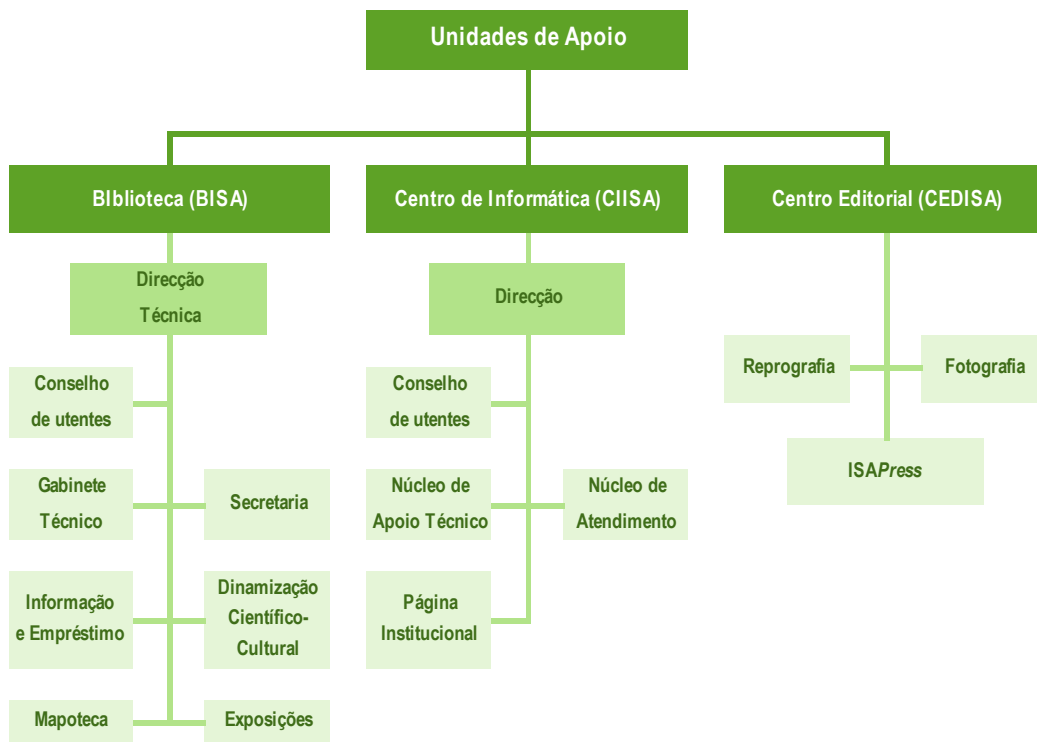 Unidades de Apoio
BIblioteca (BISA)
Centro de Informática (CIISA)
Centro Editorial (CEDISA)
Direcção
Técnica
Conselho
de utentes
Gabinete
Técnico
Secretaria
Informação
e Empréstimo
Dinamização
Científico-
Cultural
Mapoteca
Exposições
Direcção
Conselho
de utentes
Núcleo de
Apoio Técnico
Núcleo de
Atendimento
Página
Institucional
Reprografia
Fotografia
ISAPress